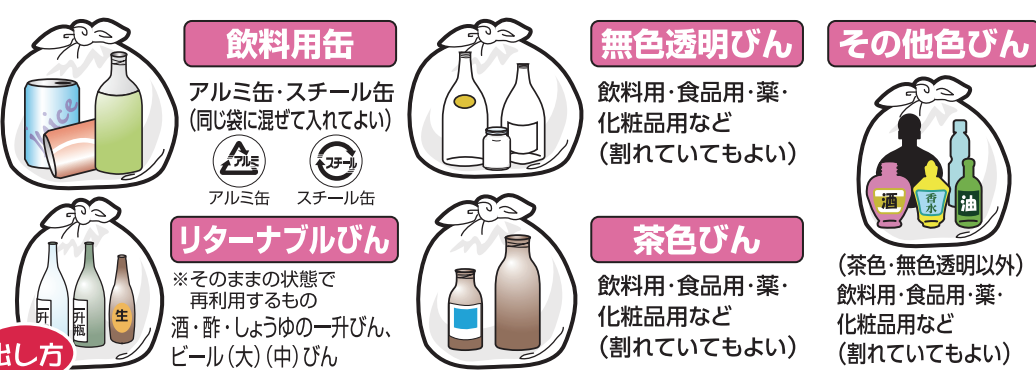 飲料用缶
アルミ缶・スチール缶
(同じ袋に混ぜて入れてよい)
アルミ
スチール
アルミ缶
スチール缶
Juice
リターナブルびん
※そのままの状態で
再利用するもの
酒・酢・しょうゆの一升びん、
ビール(大)(中)びん
升
升瓶
生
出し方
無色透明びん
飲料用・食品用・薬・
化粧品用など
(割れていてもよい)
茶色びん
飲料用・食品用・薬・
化粧品用など
(割れていてもよい)
その他色びん
酒
香水
油
(茶色・無色透明以外)
飲料用・食品用・薬・
化粧品用など
(割れていてもよい)